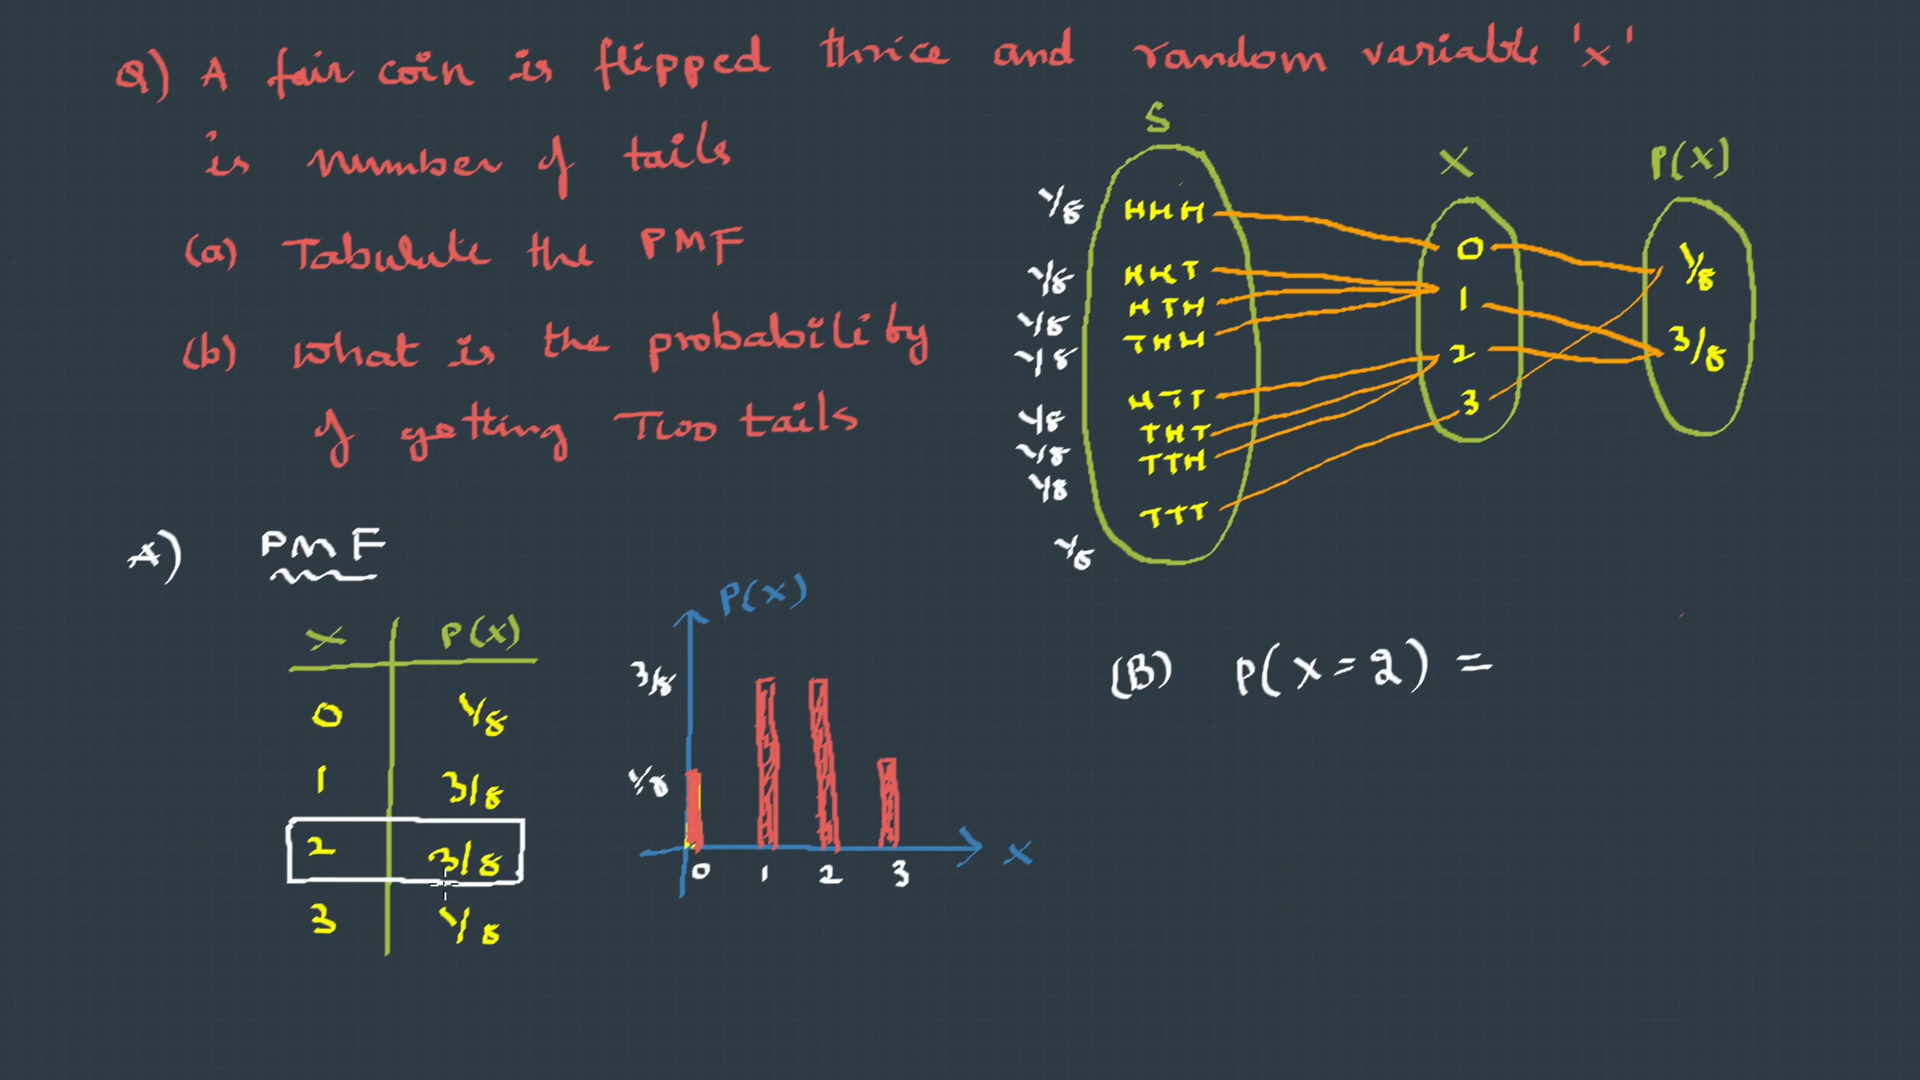 Q) A fair coin is flipped thrice and random variable 'x'
is number of tails
(a) Tabulate the PMF
(b) What is the probability
of getting Two tails
S
X
P(X)
1/8 HHH
1/8 HHT
1/8 HTH
1/8 THH
1/8 HTT
1/8 THT
1/8 TTH
1/8 TTT
0
1
2
3
1/8
3/8
A) PMF
X P(X)
0 1/8
1 3/8
2 3/8
3 1/8
P(X)
3/8
1/8
0 1 2 3
X
(B) P(X=2) =